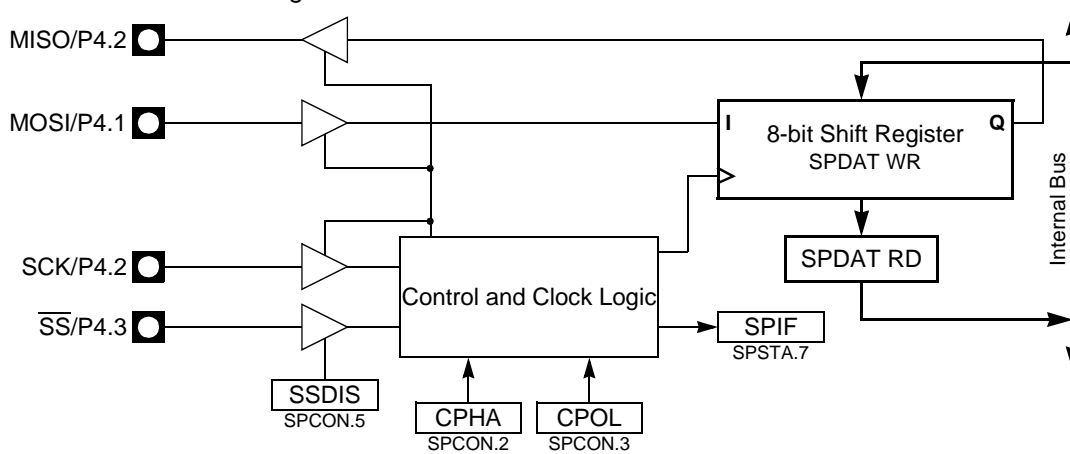 MISO/P4.2
MOSI/P4.1
I
8-bit Shift Register
Q
SPDAT WR
Internal Bus
SCK/P4.2
SPDAT RD
Control and Clock Logic
S̅S̅/P4.3
SPIF
SPSTA.7
SSDIS
SPCON.5
CPHA
SPCON.2
CPOL
SPCON.3